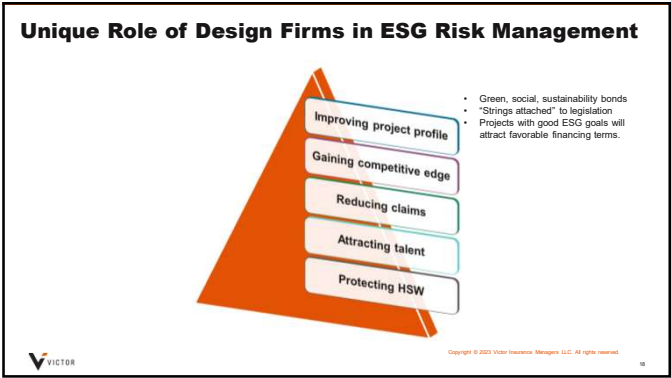 Unique Role of Design Firms in ESG Risk Management
Improving project profile
Gaining competitive edge
Reducing claims
Attracting talent
Protecting HSW
• Green, social, sustainability bonds
• “Strings attached” to legislation
• Projects with good ESG goals will
attract favorable financing terms.
Copyright © 2023 Victor Insurance Managers LLC. All rights reserved.
VICTOR